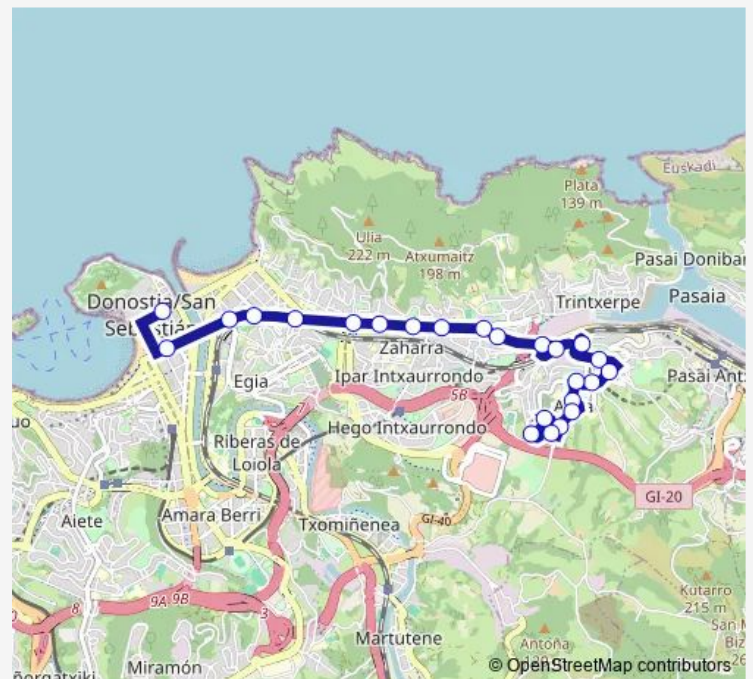 Euskadi
Plata
139 m
Ulia
222 m
Atxumaitz
198 m
Pasai Doniban
Donostia/San
Sebastián
Trintxerpe
Pasaia
Zaharra
Egia
Ipar Intxaurrondo
Pasai Ant
5B
7
Hego Intxaurrondo
Riberas de
Loiola
GI-20
Amara Berri
Aiete
Txomiñenea
GI-40
Kutarro
215 m
8
9A 9B
3
Martutene
Antoña
Miramón
© OpenStreetMap contributors